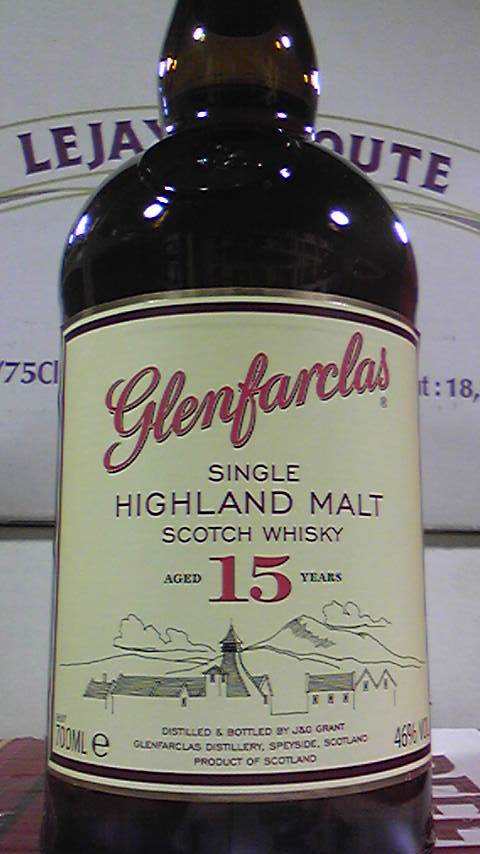 LEJAY OUTE
/75Cl
t : 18,
Glenfarclas®
SINGLE
HIGHLAND MALT
SCOTCH WHISKY
AGED 15 YEARS
700ML e
46% VOL
DISTILLED & BOTTLED BY J&G GRANT
GLENFARCLAS DISTILLERY, SPEYSIDE, SCOTLAND
PRODUCT OF SCOTLAND